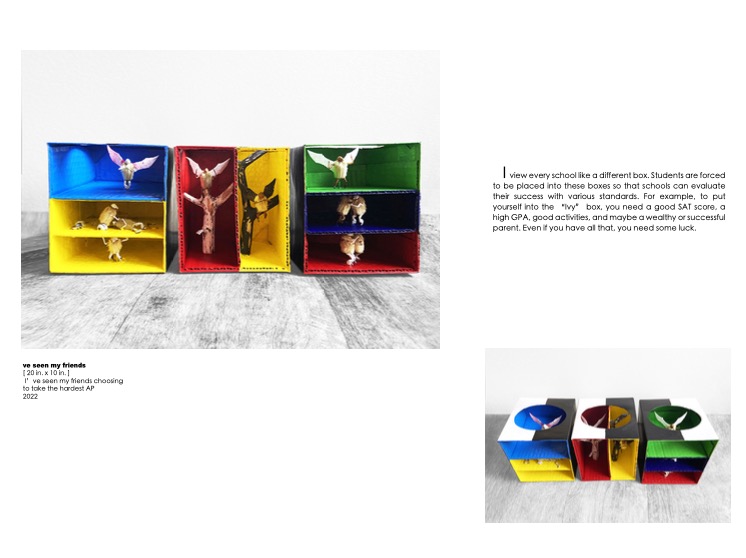 I view every school like a different box. Students are forced
to be placed into these boxes so that schools can evaluate
their success with various standards. For example, to put
yourself into the "Ivy" box, you need a good SAT score, a
high GPA, good activities, and maybe a wealthy or successful
parent. Even if you have all that, you need some luck.
ve seen my friends
[ 20 in. x 10 in. ]
I' ve seen my friends choosing
to take the hardest AP
2022